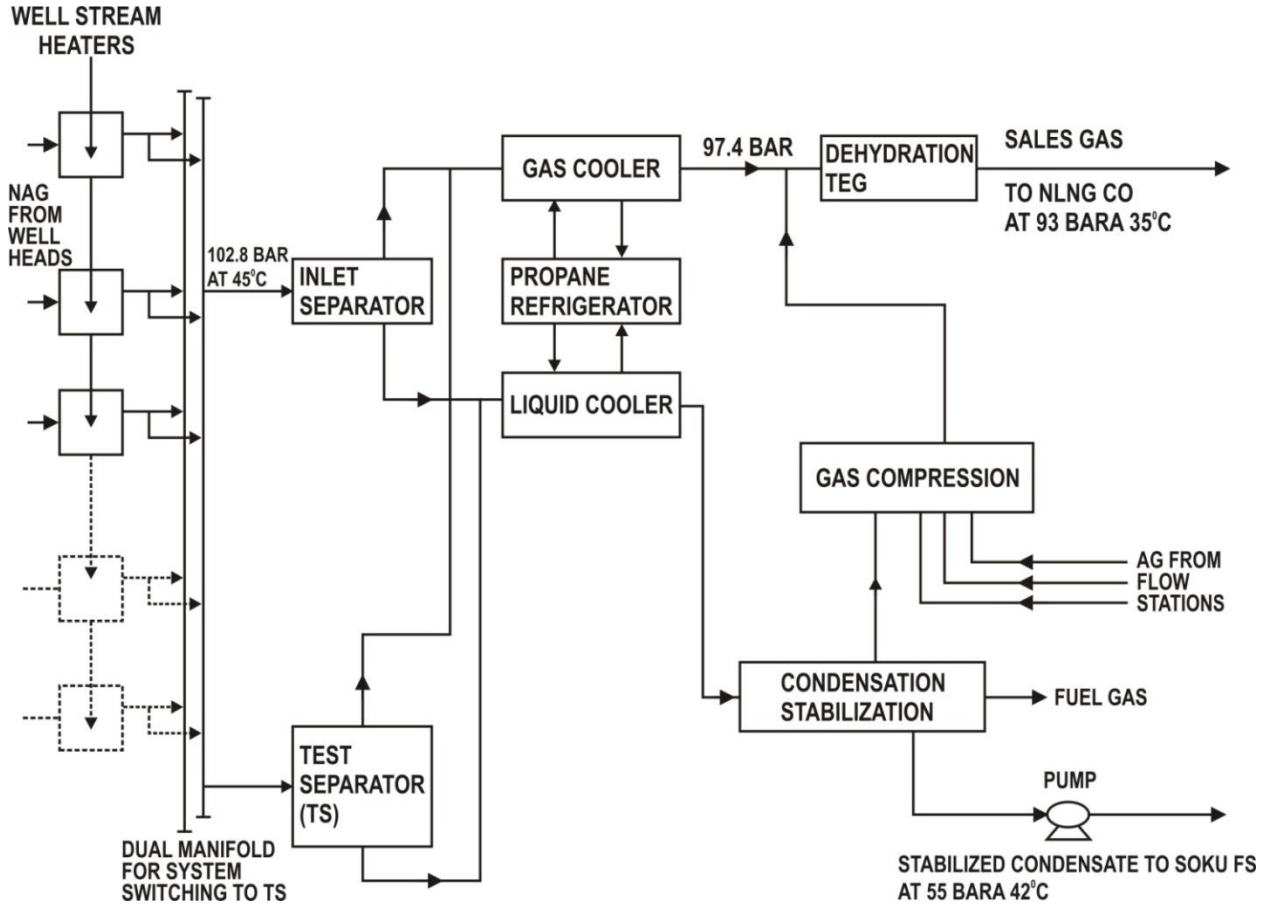 WELL STREAM
HEATERS
NAG
FROM
WELL
HEADS
102.8 BAR
AT 45⁰C
INLET
SEPARATOR
GAS COOLER
PROPANE
REFRIGERATOR
LIQUID COOLER
97.4 BAR
DEHYDRATION
TEG
SALES GAS
TO NLNG CO
AT 93 BARA 35⁰C
GAS COMPRESSION
AG FROM
FLOW
STATIONS
CONDENSATION
STABILIZATION
FUEL GAS
TEST
SEPARATOR
(TS)
PUMP
DUAL MANIFOLD
FOR SYSTEM
SWITCHING TO TS
STABILIZED CONDENSATE TO SOKU FS
AT 55 BARA 42⁰C